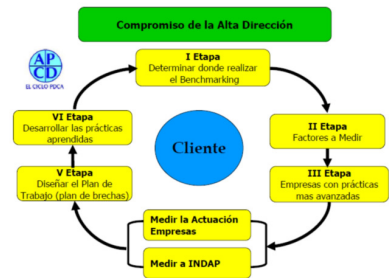 Compromiso de la Alta Dirección
A P
C D
EL CICLO PDCA
I Etapa
Determinar donde realizar
el Benchmarking
II Etapa
Factores a Medir
III Etapa
Empresas con prácticas
mas avanzadas
Medir la Actuación
Empresas
Medir a INDAP
V Etapa
Diseñar el Plan de
Trabajo (plan de brechas)
VI Etapa
Desarrollar las prácticas
aprendidas
Cliente